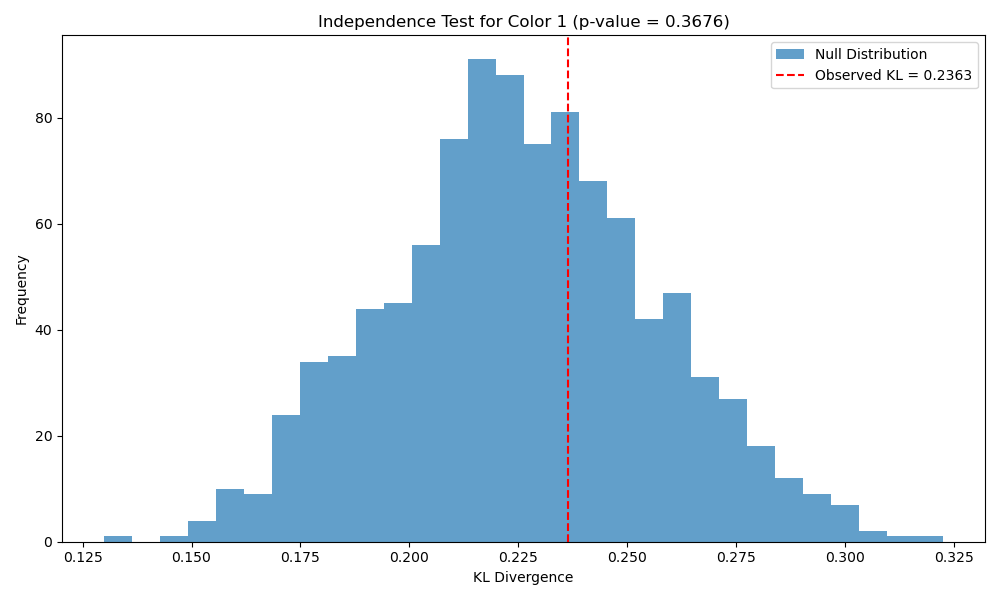 Independence Test for Color 1 (p-value = 0.3676)
Null Distribution
Observed KL = 0.2363
Frequency
80
60
40
20
0
0.125 0.150 0.175 0.200 0.225 0.250 0.275 0.300 0.325
KL Divergence